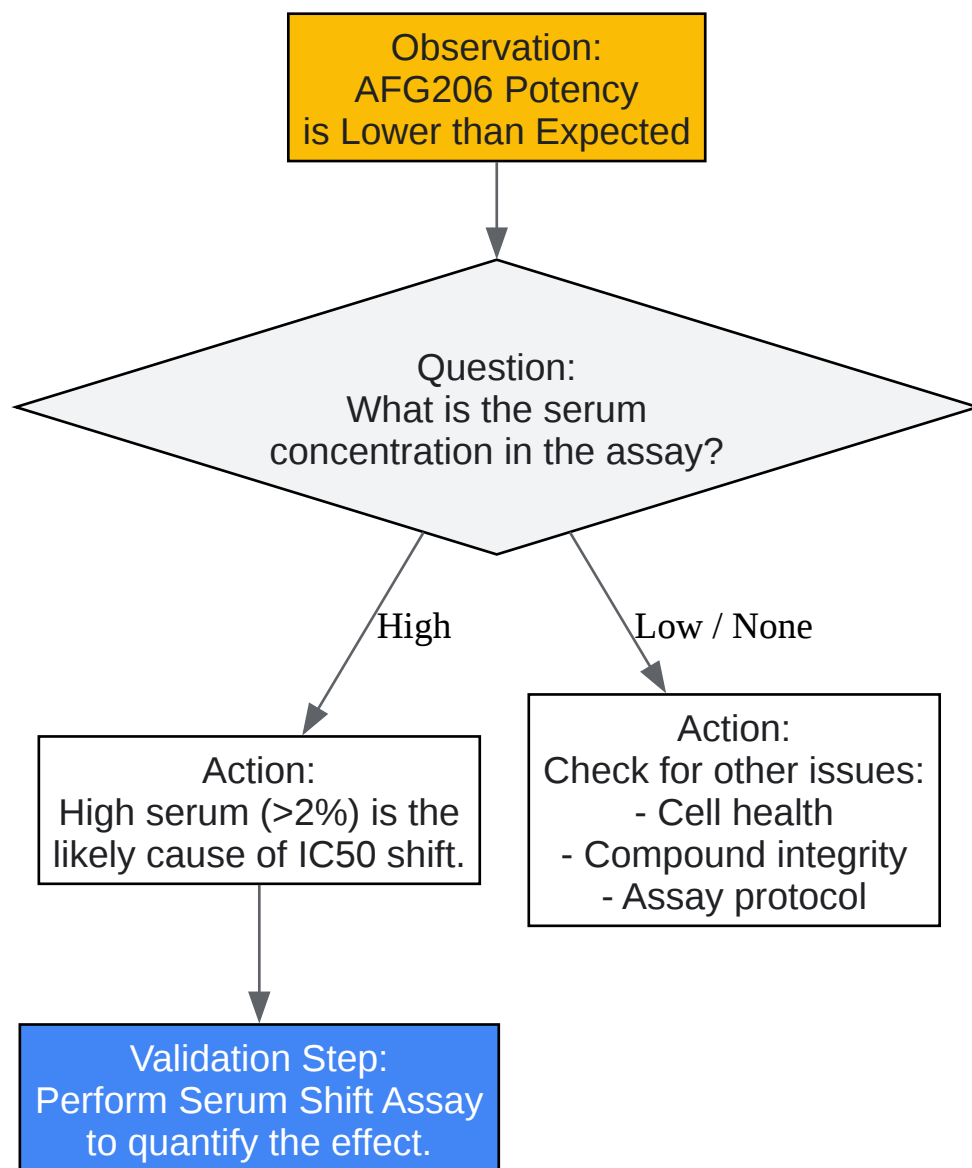 Observation:
AFG206 Potency
is Lower than Expected
Question:
What is the serum
concentration in the assay?
High
Low / None
Action:
High serum (>2%) is the
likely cause of IC50 shift.
Action:
Check for other issues:
- Cell health
- Compound integrity
- Assay protocol
Validation Step:
Perform Serum Shift Assay
to quantify the effect.